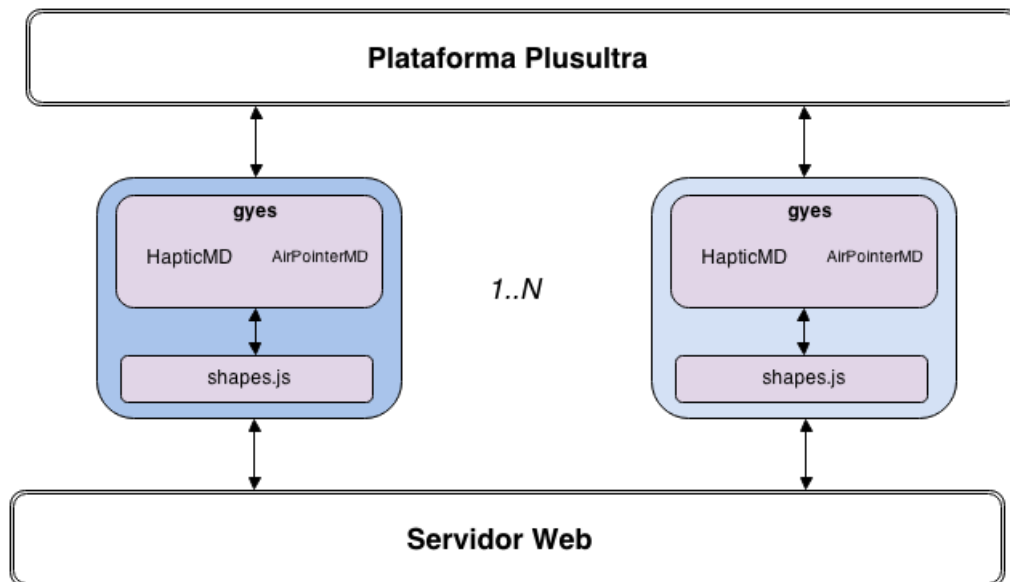 Plataforma Plusultra
gyes
HapticMD AirPointerMD
shapes.js
1..N
gyes
HapticMD AirPointerMD
shapes.js
Servidor Web